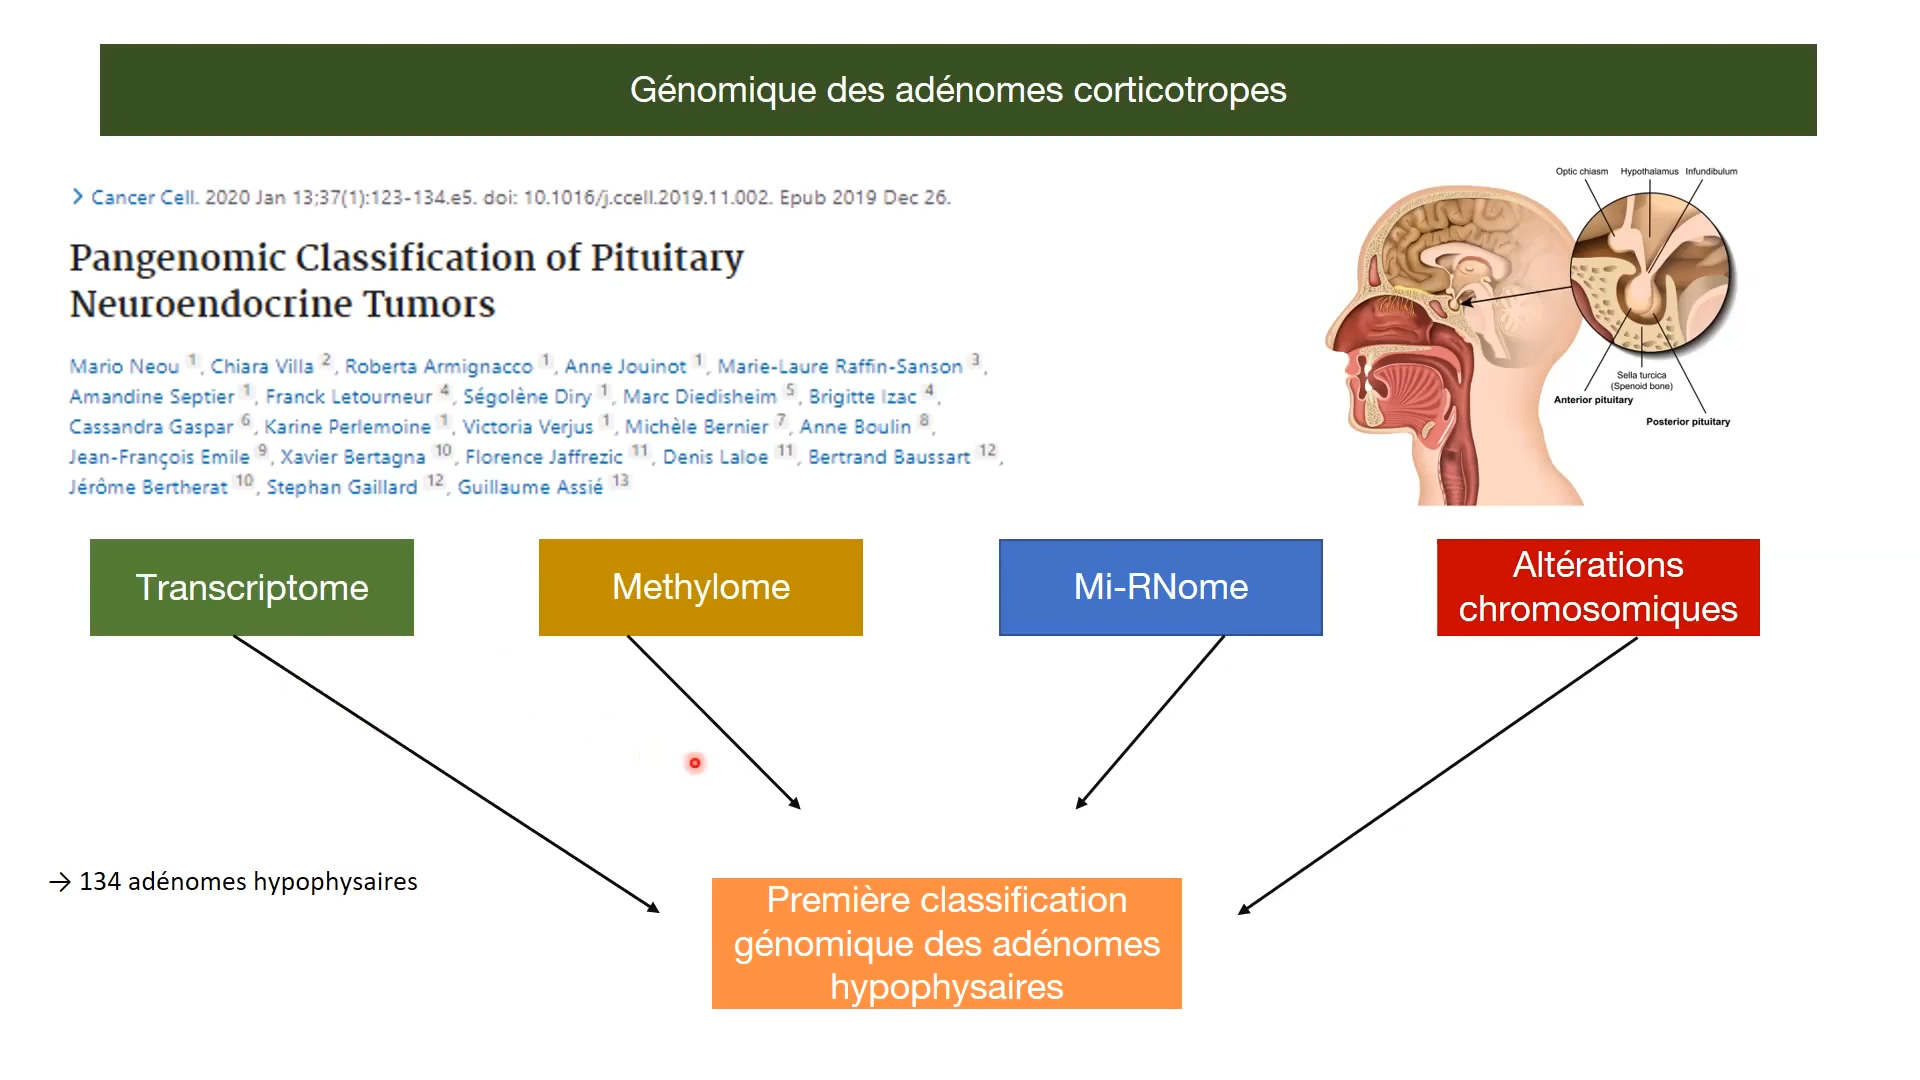 Génomique des adénomes corticotropes
> Cancer Cell. 2020 Jan 13;37(1):123-134.e5. doi: 10.1016/j.ccell.2019.11.002. Epub 2019 Dec 26.
Pangenomic Classification of Pituitary
Neuroendocrine Tumors
Mario Neou 1, Chiara Villa 2, Roberta Armignacco 1, Anne Jouinot 1, Marie-Laure Raffin-Sanson 3,
Amandine Septier 1, Franck Letourneur 4, Ségolène Diry 1, Marc Diedisheim 5, Brigitte Izac 4,
Cassandra Gaspar 6, Karine Perlemoine 1, Victoria Verjus 1, Michèle Bernier 7, Anne Boulin 8,
Jean-François Emile 9, Xavier Bertagna 10, Florence Jaffrezic 11, Denis Laloe 11, Bertrand Baussart 12,
Jérôme Bertherat 10, Stephan Gaillard 12, Guillaume Assié 13
Optic chiasm
Hypothalamus
Infundibulum
Sella turcica
(Spenoid bone)
Anterior pituitary
Posterior pituitary
Transcriptome
Methylome
Mi-RNome
Altérations
chromosomiques
→ 134 adénomes hypophysaires
Première classification
génomique des adénomes
hypophysaires